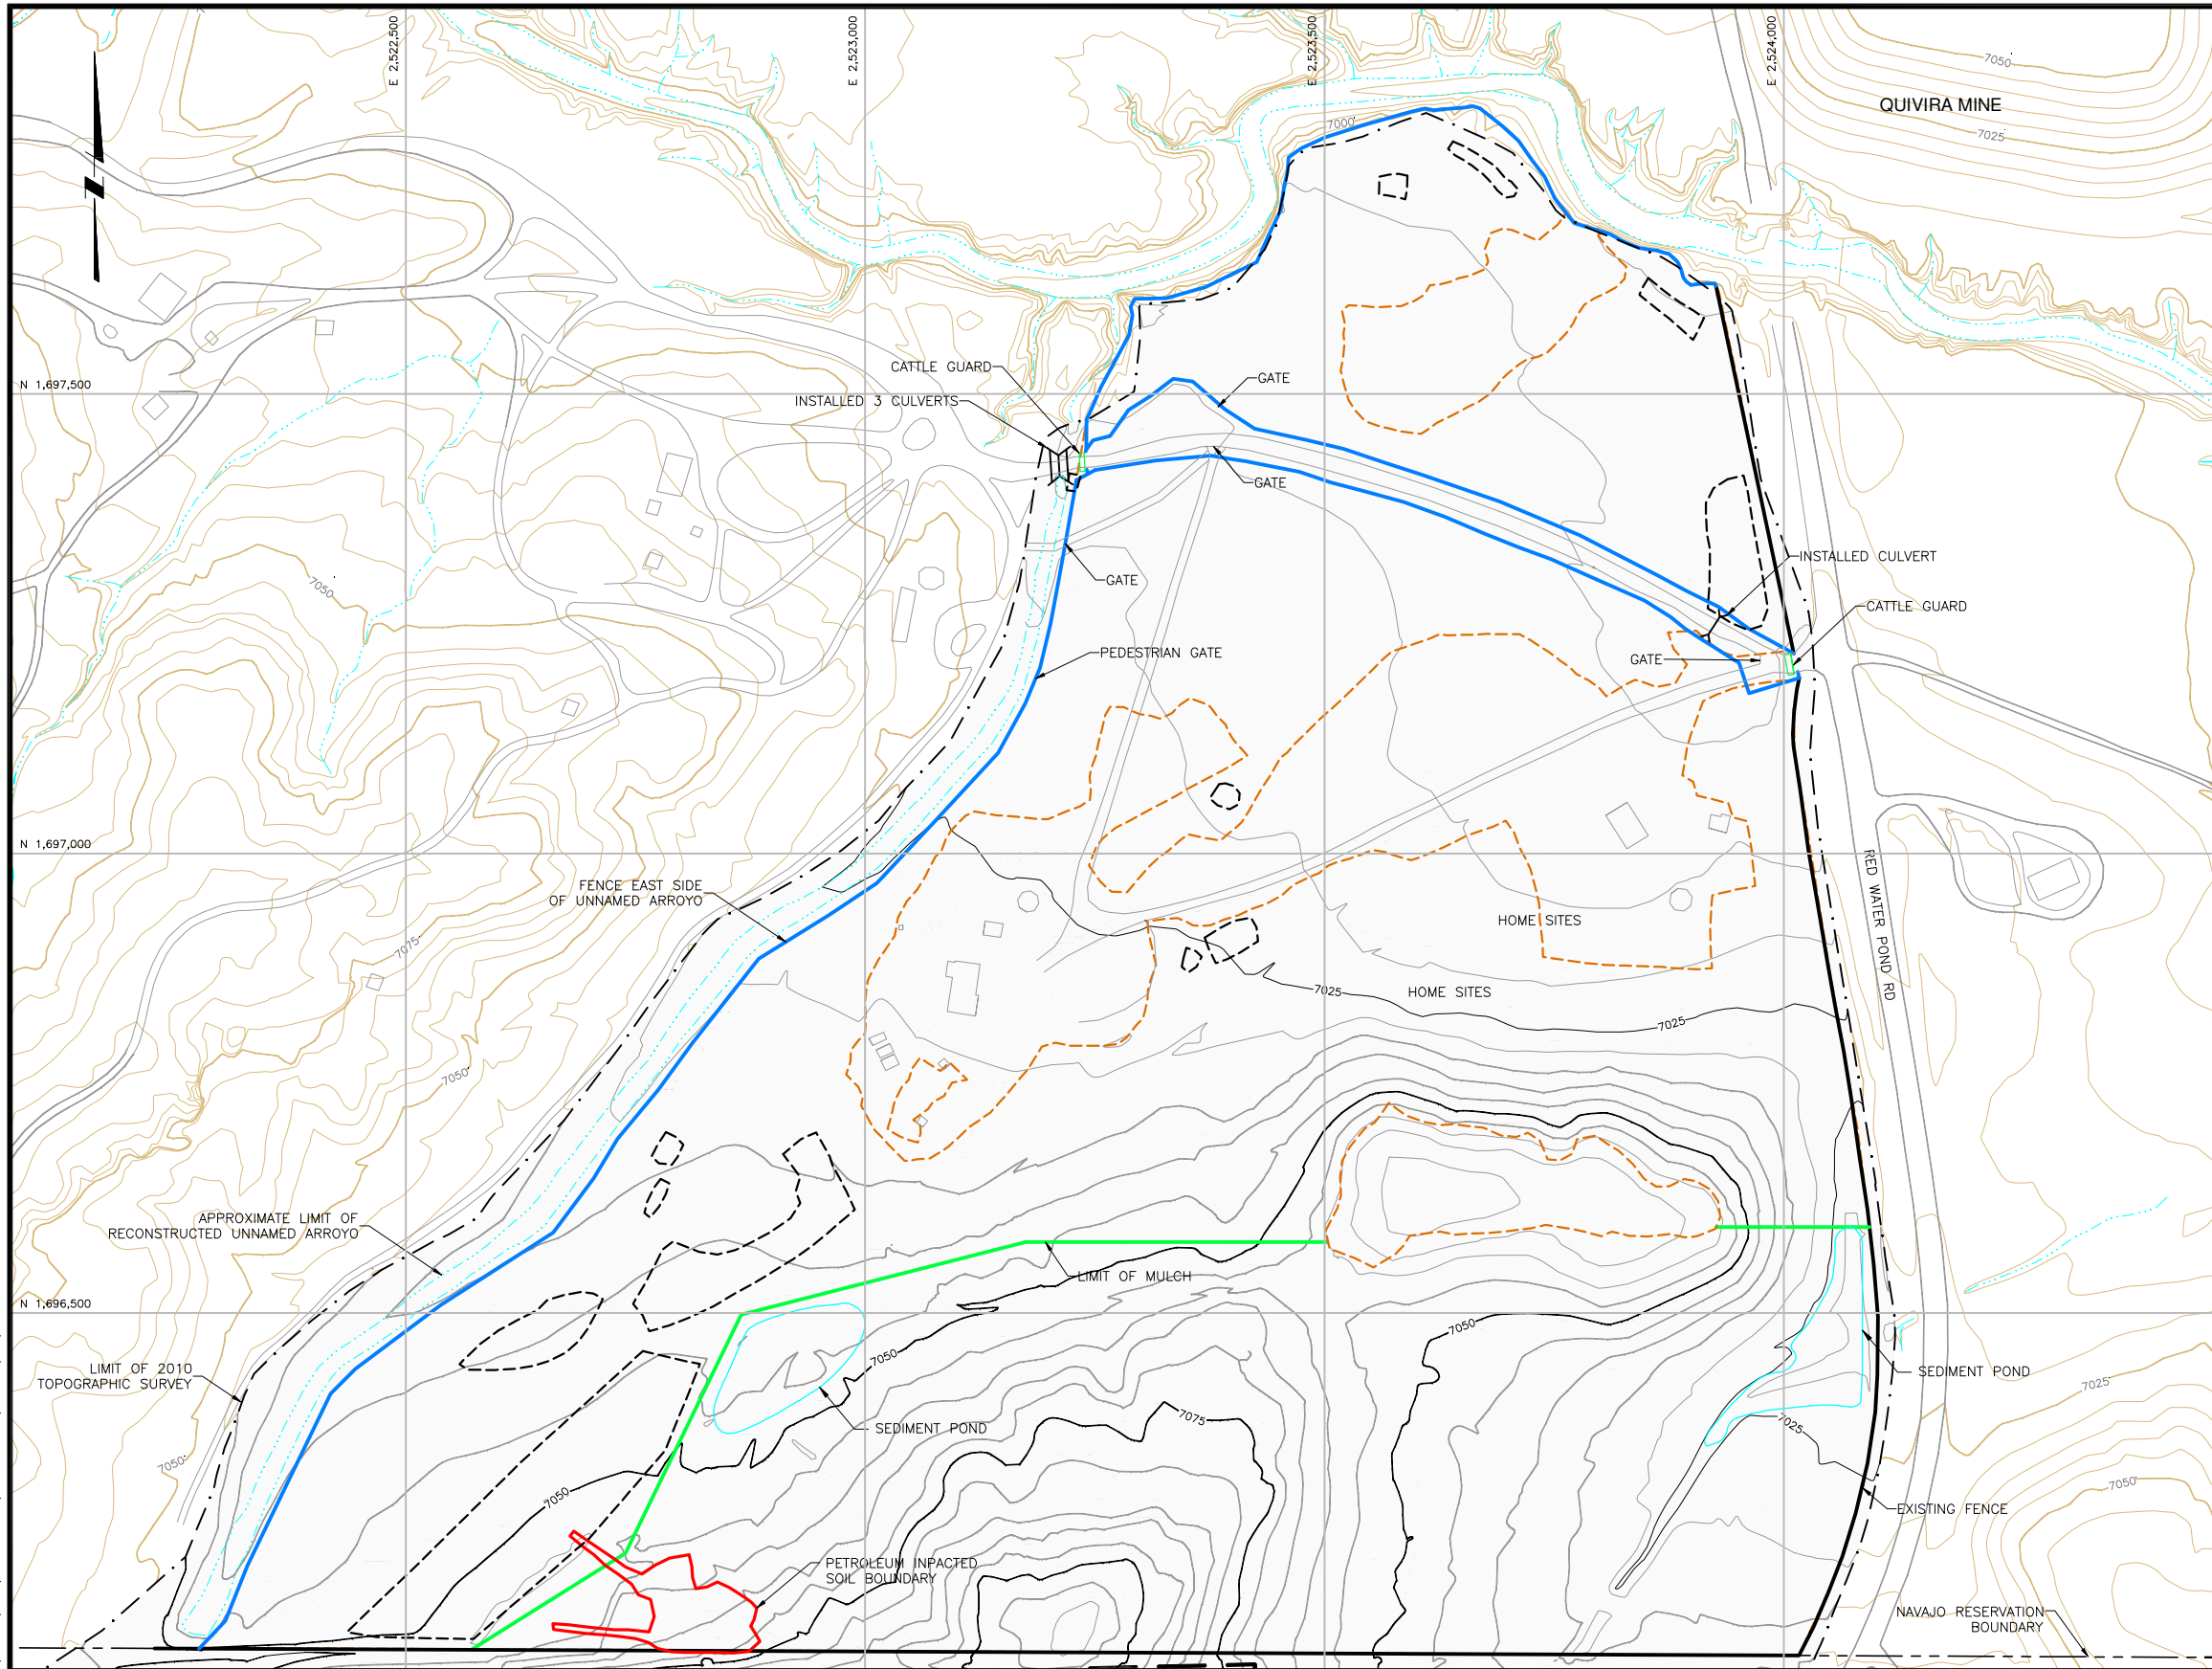 E 2,522,500
E 2,523,000
E 2,523,500
E 2,524,000
7050
QUIVIRA MINE
7025
7000
CATTLE GUARD
GATE
N 1,697,500
INSTALLED 3 CULVERTS
GATE
INSTALLED CULVERT
7050
GATE
CATTLE GUARD
PEDESTRIAN GATE
GATE
N 1,697,000
RED WATER POND RD
FENCE EAST SIDE
OF UNNAMED ARROYO
HOME SITES
7075
7025
HOME SITES
7025
7050
APPROXIMATE LIMIT OF
RECONSTRUCTED UNNAMED ARROYO
LIMIT OF MULCH
N 1,696,500
7050
7050
LIMIT OF 2010
TOPOGRAPHIC SURVEY
SEDIMENT POND
7025
7075
7025
SEDIMENT POND
7050
7050
7050
EXISTING FENCE
PETROLEUM INPACTED
SOIL BOUNDARY
NAVAJO RESERVATION
BOUNDARY